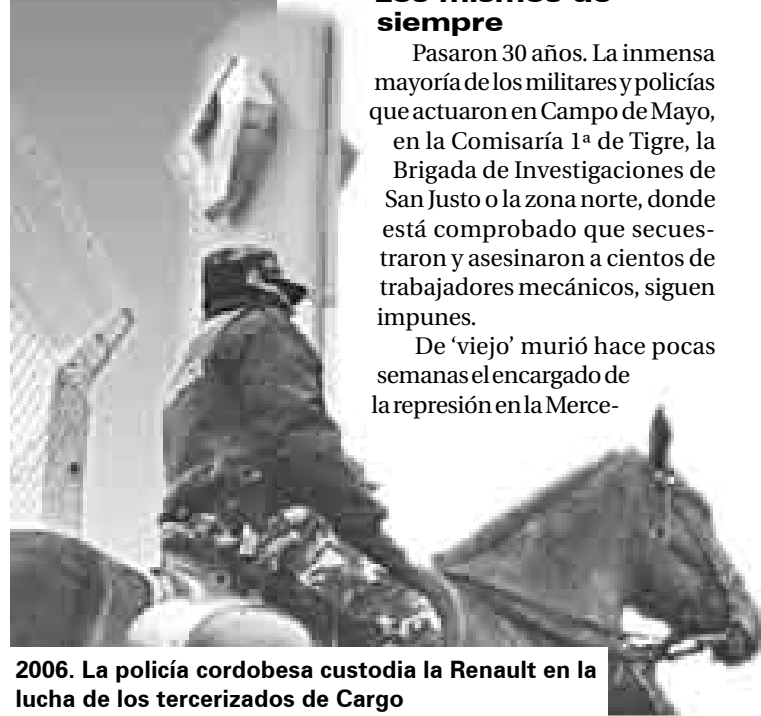 Los mismos de
siempre
Pasaron 30 años. La inmensa
mayoría de los militares y policías
que actuaron en Campo de Mayo,
en la Comisaría 1ª de Tigre, la
Brigada de Investigaciones de
San Justo o la zona norte, donde
está comprobado que secues-
traron y asesinaron a cientos de
trabajadores mecánicos, siguen
impunes.
De ‘viejo’ murió hace pocas
semanas el encargado de
la represión en la Merce-
2006. La policía cordobesa custodia la Renault en la
lucha de los tercerizados de Cargo